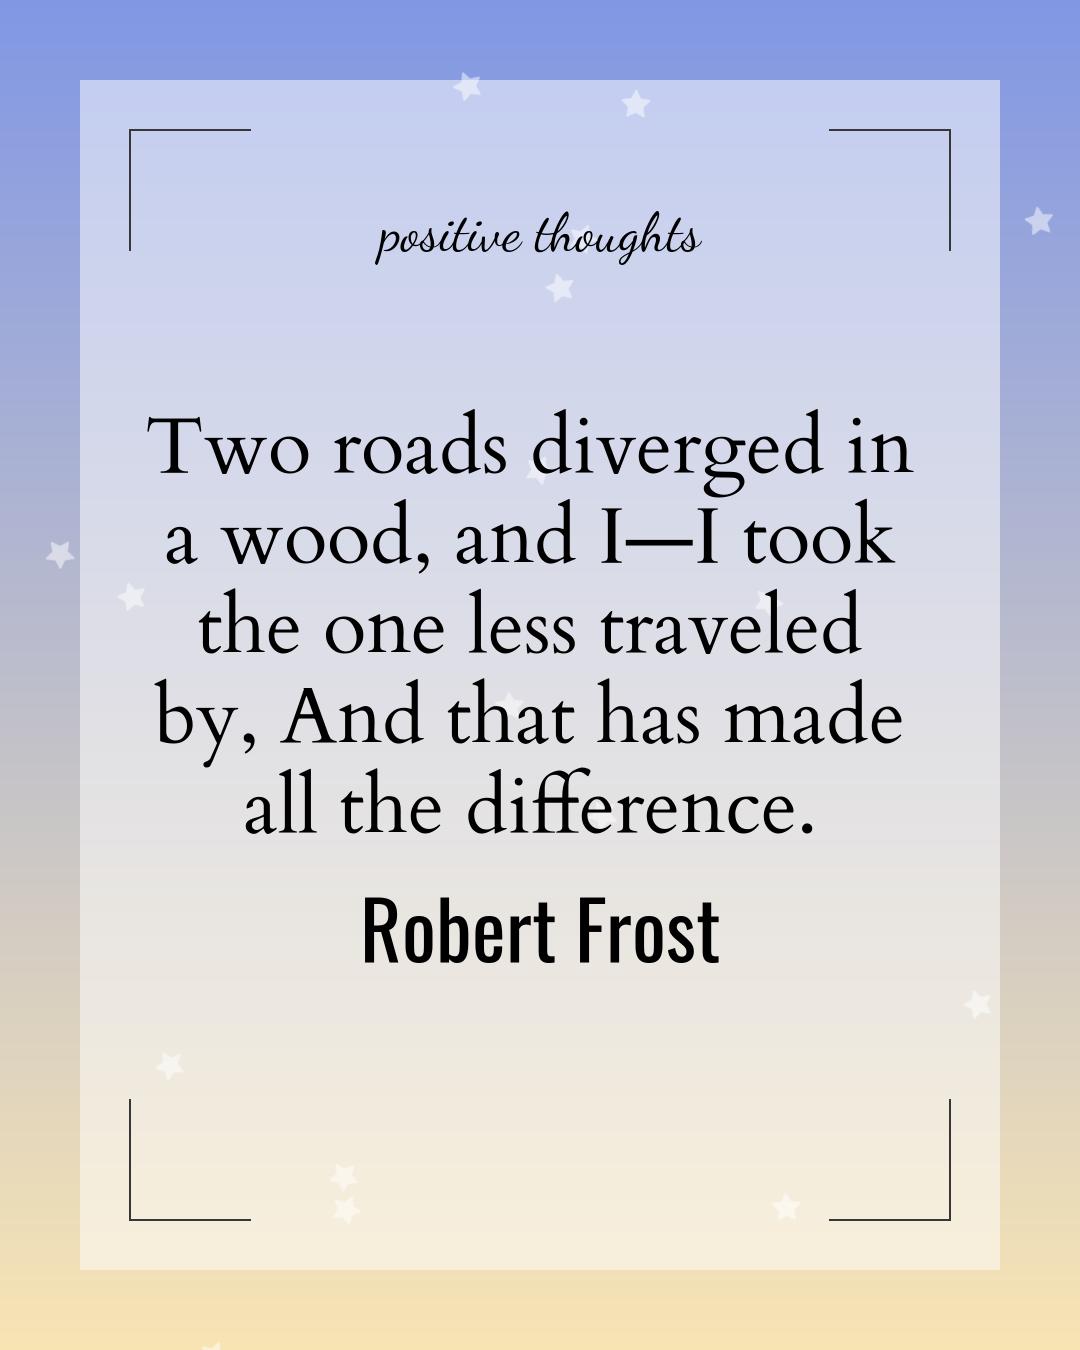 positive thoughts
Two roads diverged in
a wood, and I—I took
the one less traveled
by, And that has made
all the difference.
Robert Frost